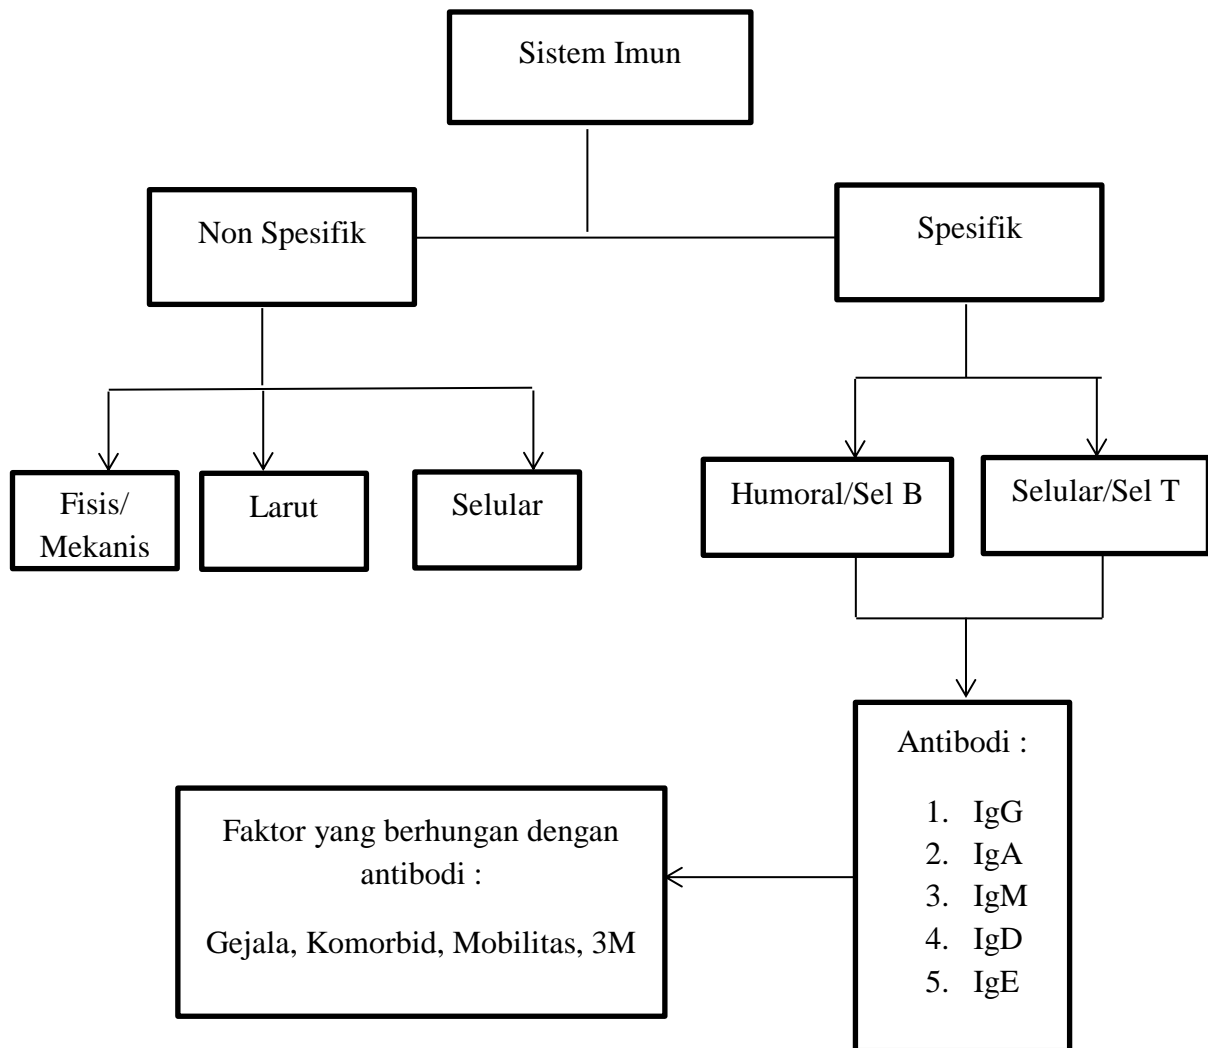 Sistem Imun
Non Spesifik
Spesifik
Fisis/
Mekanis
Larut
Selular
Humoral/Sel B
Selular/Sel T
Antibodi :
1. IgG
2. IgA
3. IgM
4. IgD
5. IgE
Faktor yang berhungan dengan
antibodi :
Gejala, Komorbid, Mobilitas, 3M